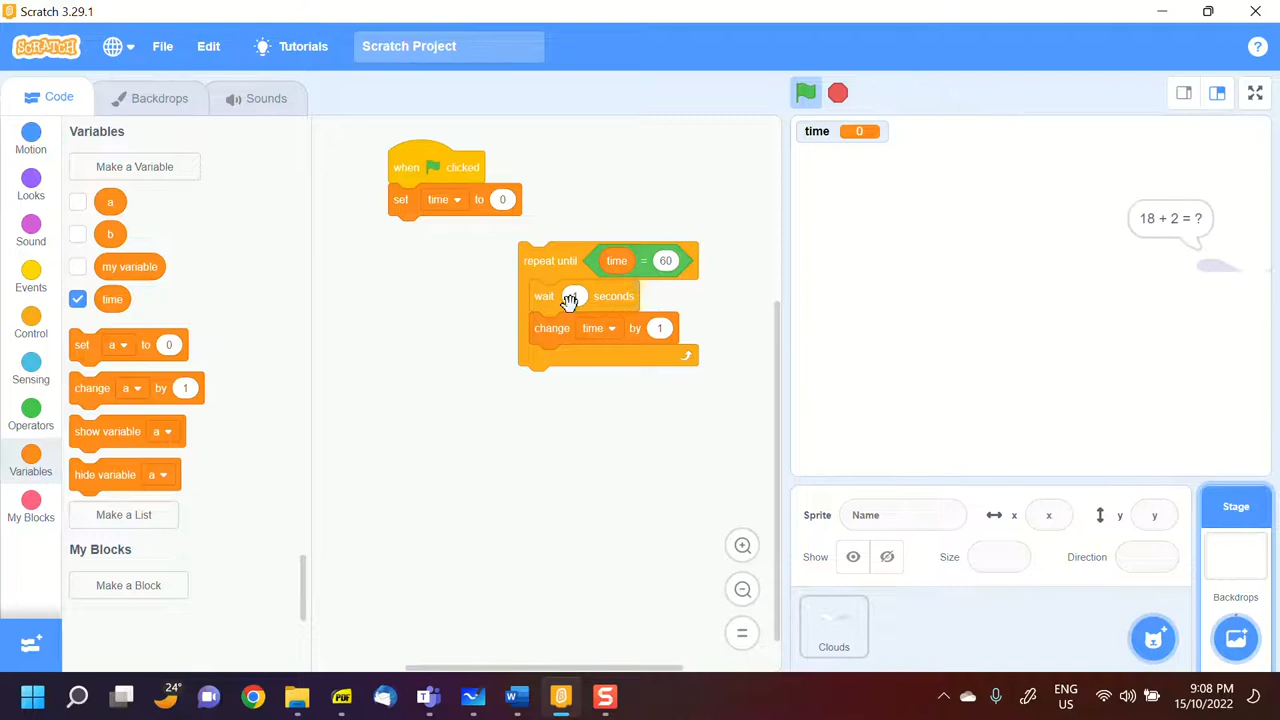 Scratch 3.29.1
SCRATCH
File
Edit
Tutorials
Scratch Project
?
Code
Backdrops
Sounds
Motion
Looks
Sound
Events
Control
Sensing
Operators
Variables
My Blocks
Variables
Make a Variable
a
b
my variable
time
set a to 0
change a by 1
show variable a
hide variable a
Make a List
My Blocks
Make a Block
when clicked
set time to 0
repeat until time = 60
wait seconds
change time by 1
time 0
18 + 2 = ?
Sprite Name x x y y
Show Size Direction
Clouds
Stage
Backdrops
24°
ENG
US
9:08 PM
15/10/2022